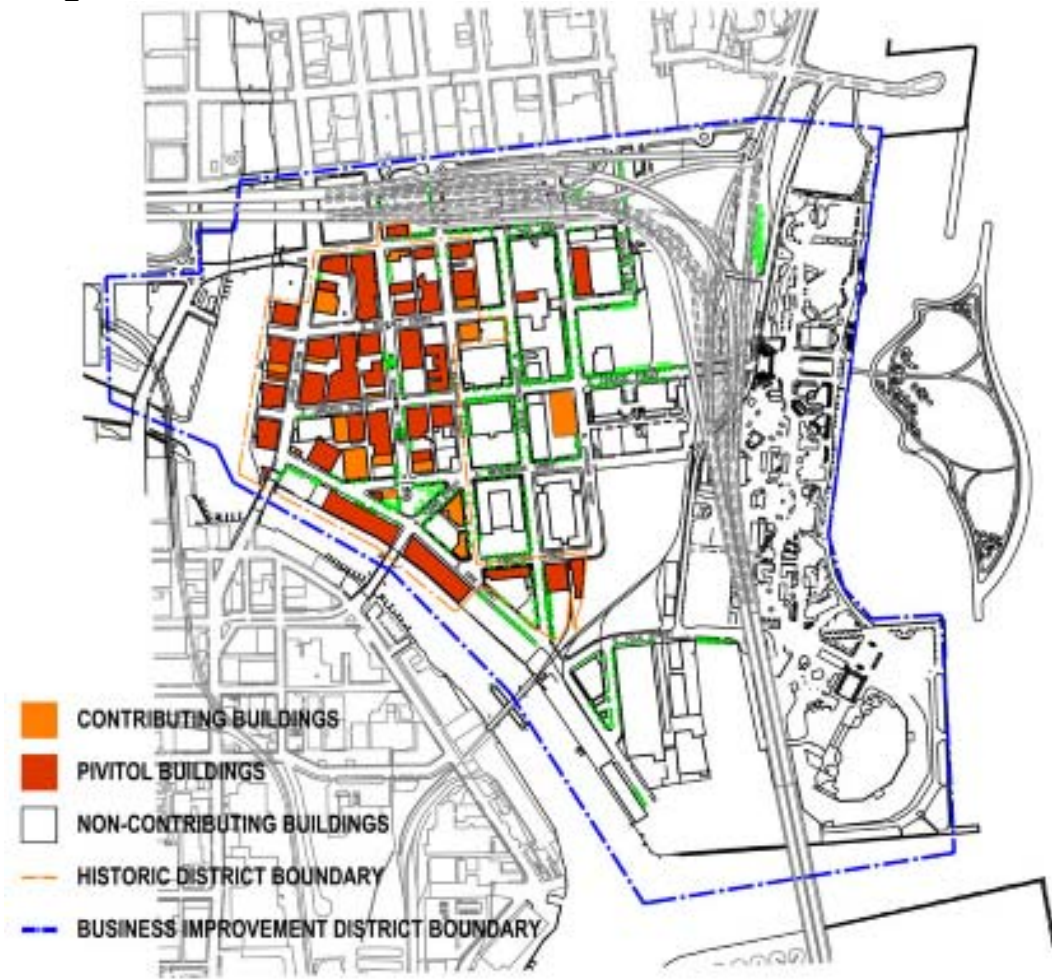 CONTRIBUTING BUILDINGS
PIVITOL BUILDINGS
NON-CONTRIBUTING BUILDINGS
HISTORIC DISTRICT BOUNDARY
BUSINESS IMPROVEMENT DISTRICT BOUNDARY